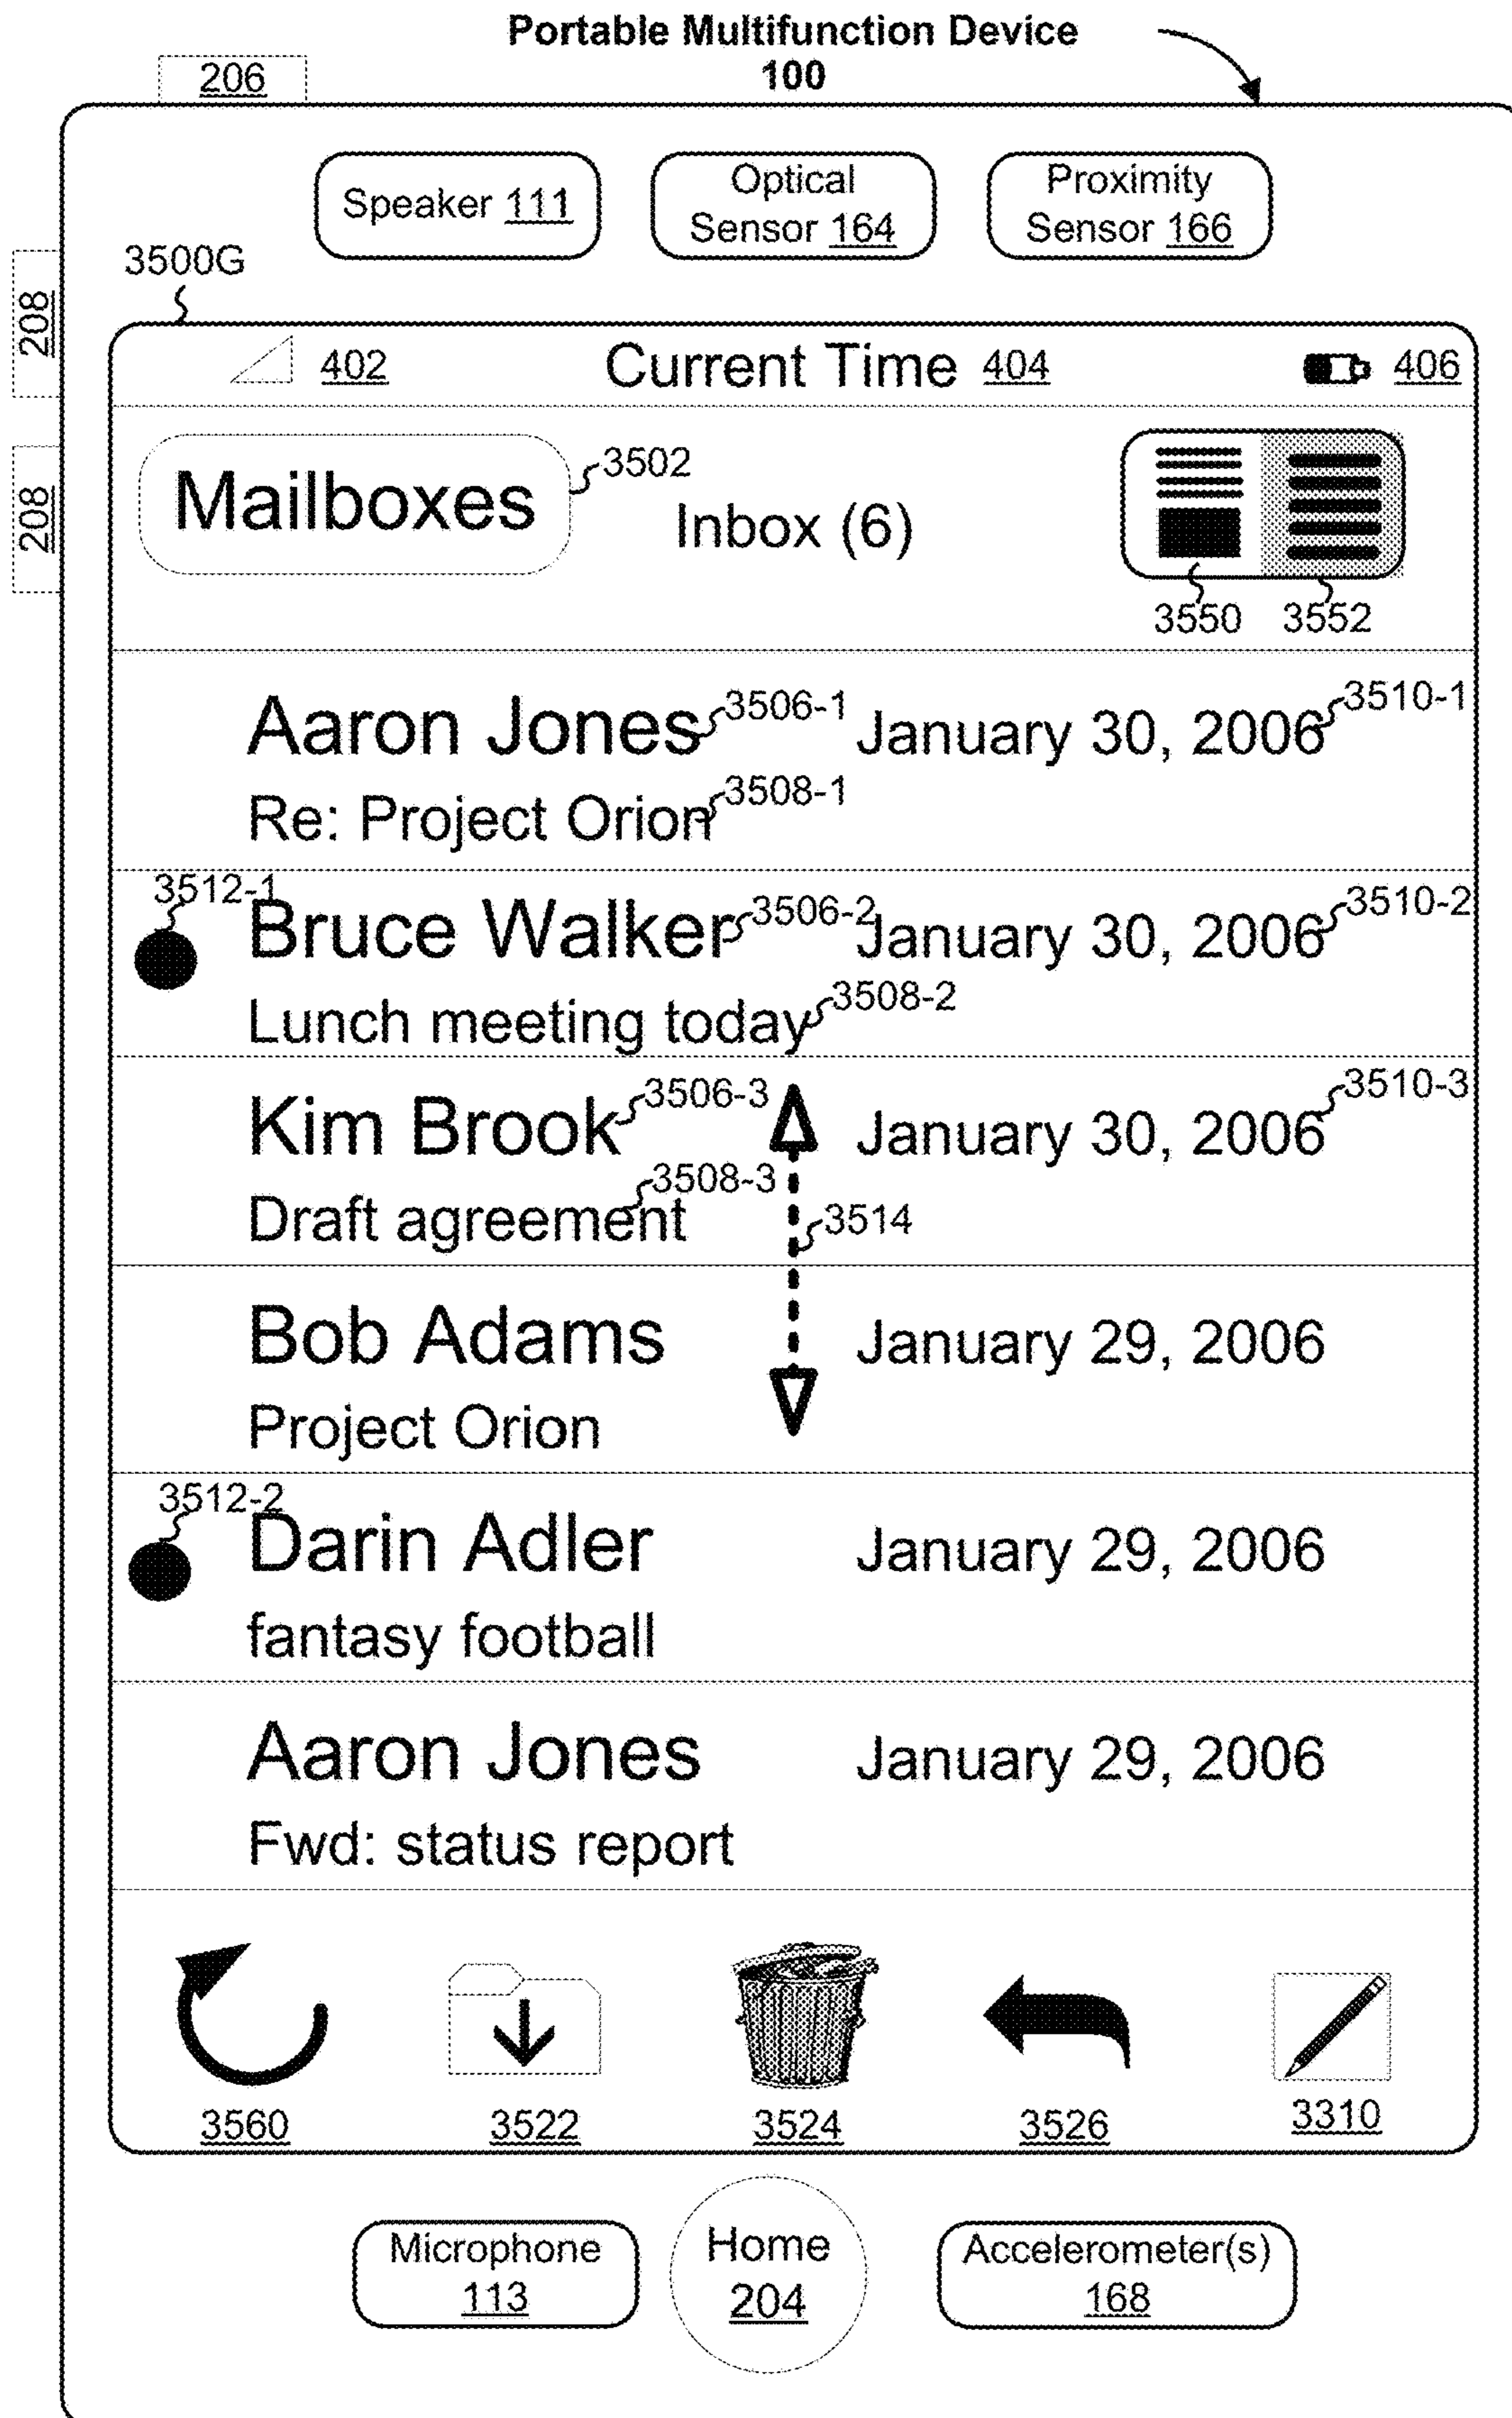 Portable Multifunction Device
100
206
Speaker 111
Optical
Sensor 164
Proximity
Sensor 166
3500G
208
208
402
Current Time 404
406
Mailboxes
3502
Inbox (6)
3550
3552
Aaron Jones
3506-1
January 30, 2006
3510-1
Re: Project Orion
3508-1
3512-1
Bruce Walker
3506-2
January 30, 2006
3510-2
Lunch meeting today
3508-2
Kim Brook
3506-3
January 30, 2006
3510-3
Draft agreement
3508-3
3514
Bob Adams
January 29, 2006
Project Orion
3512-2
Darin Adler
January 29, 2006
fantasy football
Aaron Jones
January 29, 2006
Fwd: status report
3560
3522
3524
3526
3310
Microphone
113
Home
204
Accelerometer(s)
168